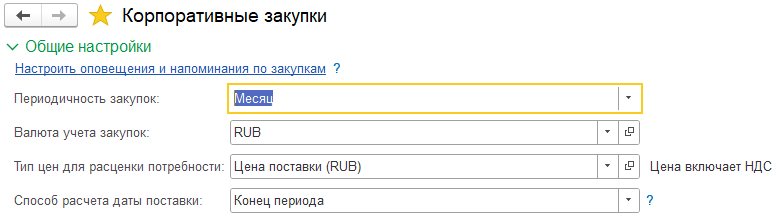 Корпоративные закупки
Общие настройки
Настроить оповещения и напоминания по закупкам ?
Периодичность закупок: Месяц
Валюта учета закупок: RUB
Тип цен для расценки потребности: Цена поставки (RUB) Цена включает НДС
Способ расчета даты поставки: Конец периода ?